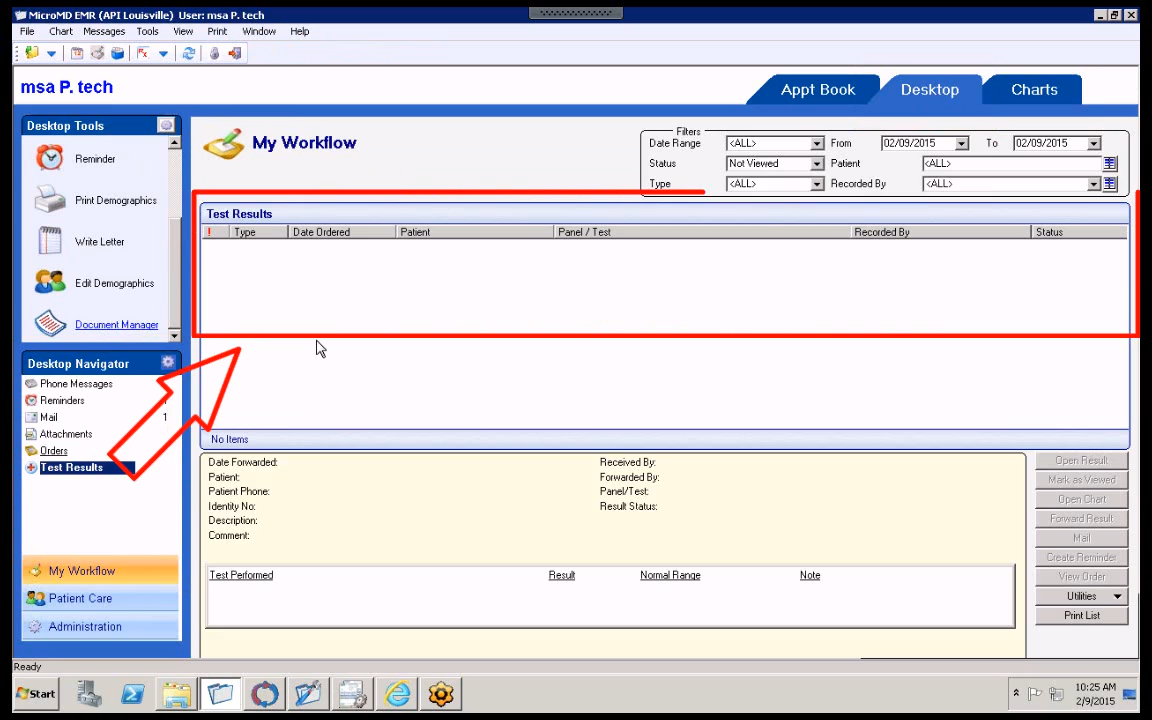 MicroMD EMR (API Louisville) User: msa P. tech
File Chart Messages Tools View Print Window Help
msa P. tech
Appt Book Desktop Charts
Desktop Tools
Reminder
Print Demographics
Write Letter
Edit Demographics
Document Manager
Desktop Navigator
Phone Messages
Reminders
Mail 1
Attachments
Orders
Test Results
My Workflow
Patient Care
Administration
My Workflow
Filters
Date Range <ALL> From 02/09/2015 To 02/09/2015
Status Not Viewed Patient <ALL>
Type <ALL> Recorded By <ALL>
Test Results
! Type Date Ordered Patient Panel / Test Recorded By Status
No Items
Date Forwarded: Received By:
Patient: Forwarded By:
Patient Phone: Panel/Test:
Identity No: Result Status:
Description:
Comment:
Test Performed Result Normal Range Note
Open Result
Mark as Viewed
Open Chart
Forward Result
Mail
Create Reminder
View Order
Utilities
Print List
Ready
Start
10:25 AM
2/9/2015